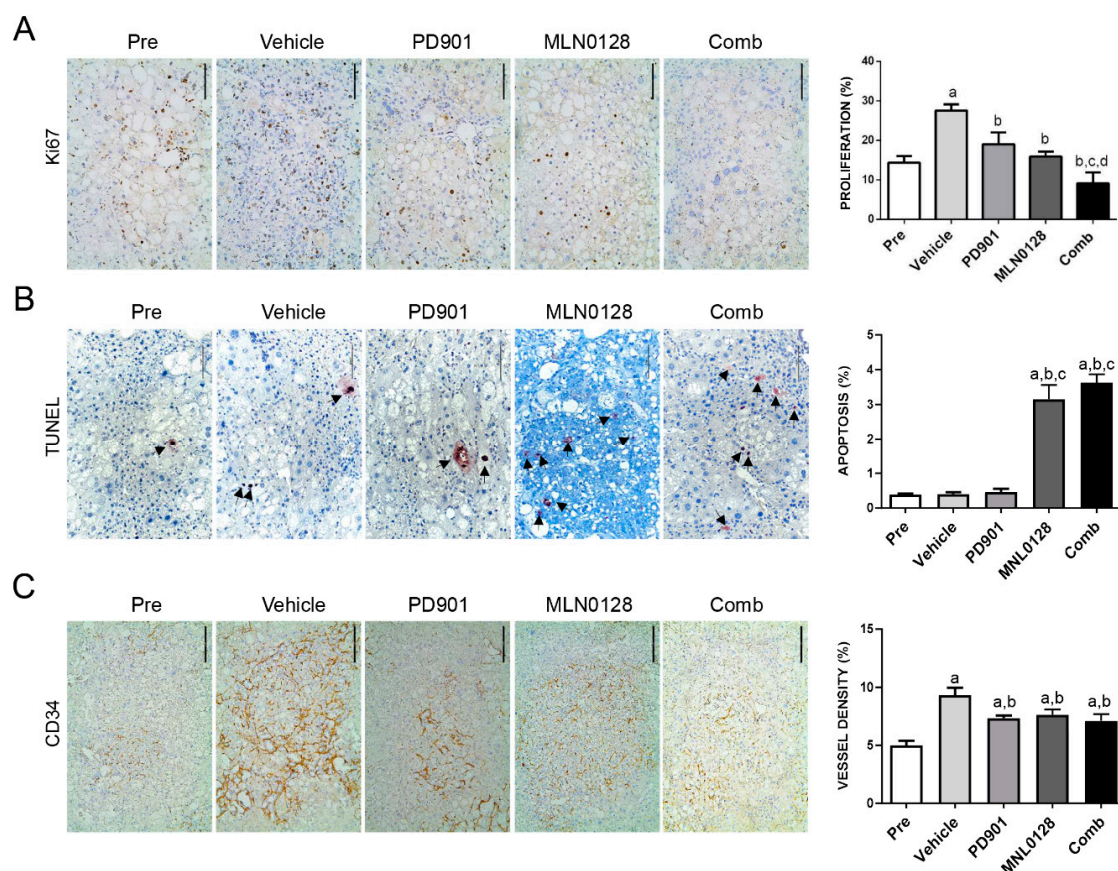 A
Pre Vehicle PD901 MLN0128 Comb
Ki67
PROLIFERATION (%)
40
30
20
10
0
a
b
b
b,c,d
Pre
Vehicle
PD901
MLN0128
Comb
B
Pre Vehicle PD901 MLN0128 Comb
TUNEL
APOPTOSIS (%)
5
4
3
2
1
0
a,b,c
a,b,c
Pre
Vehicle
PD901
MNL0128
Comb
C
Pre Vehicle PD901 MLN0128 Comb
CD34
VESSEL DENSITY (%)
15
10
5
0
a
a,b
a,b
a,b
Pre
Vehicle
PD901
MNL0128
Comb